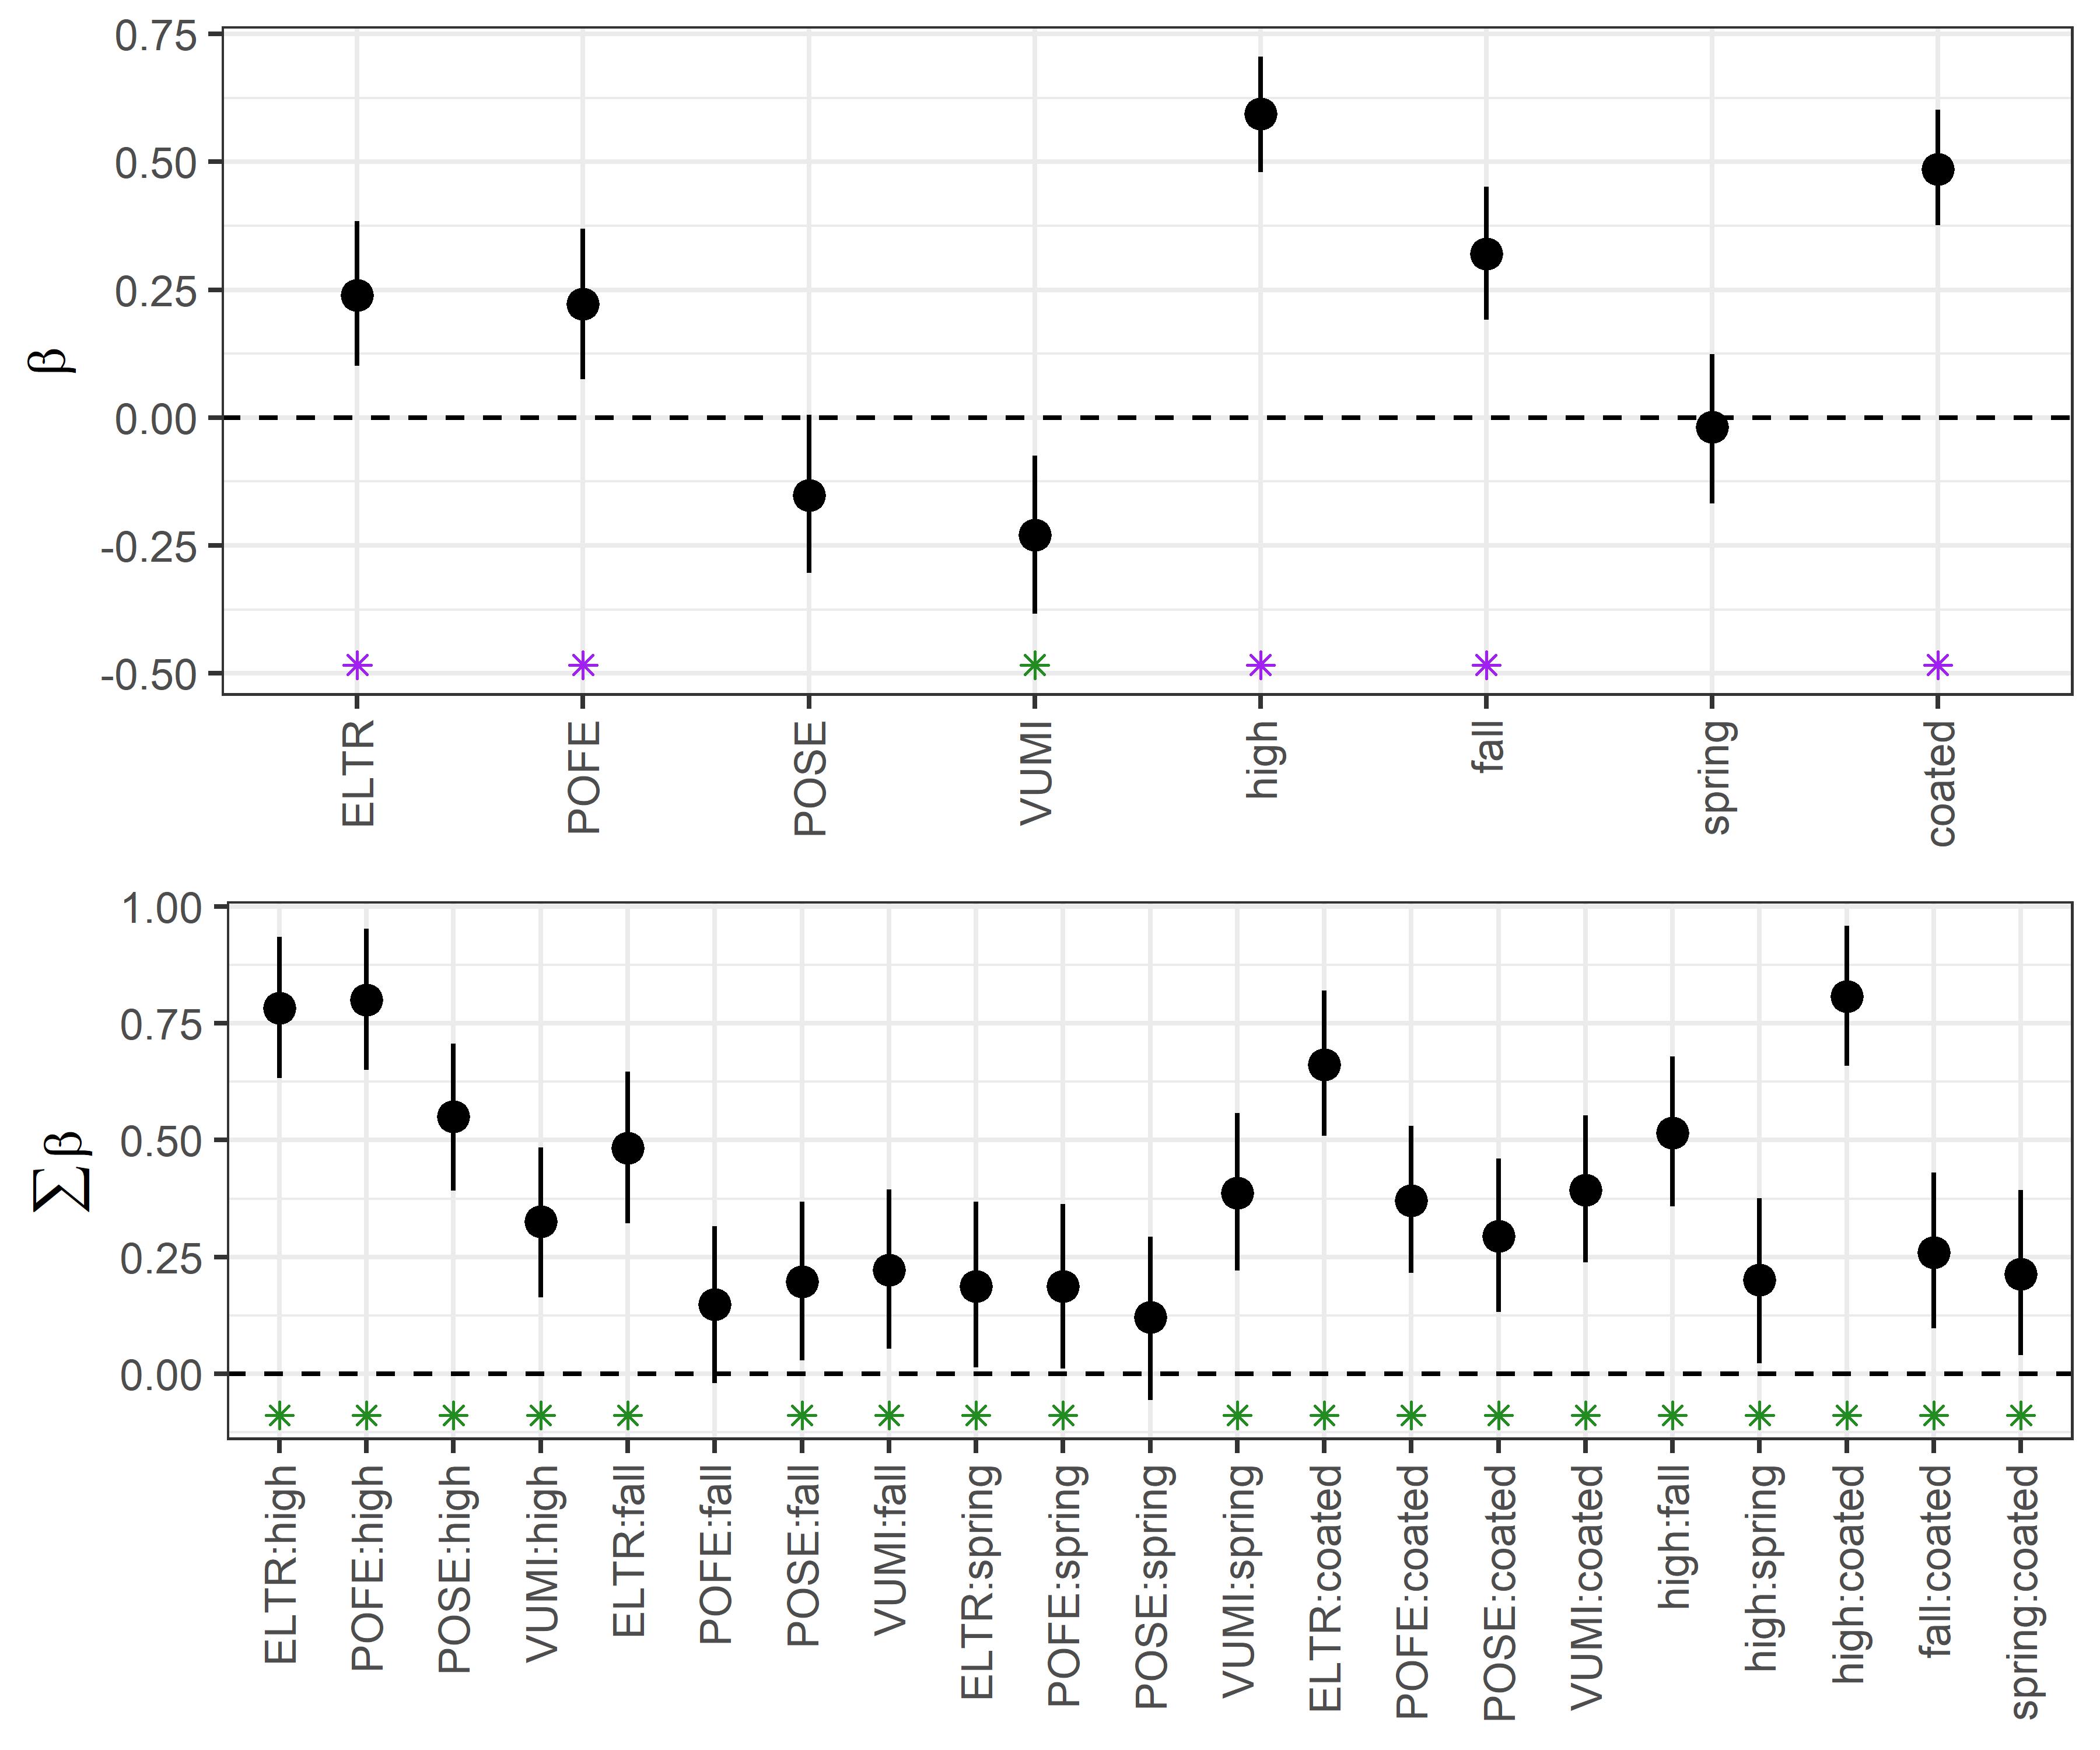 0.75
0.50
0.25
0.00
-0.25
-0.50
β
ELTR
POFE
POSE
VUMI
high
fall
spring
coated
1.00
0.75
0.50
0.25
0.00
∑β
ELTR:high
POFE:high
POSE:high
VUMI:high
ELTR:fall
POFE:fall
POSE:fall
VUMI:fall
ELTR:spring
POFE:spring
POSE:spring
VUMI:spring
ELTR:coated
POFE:coated
POSE:coated
VUMI:coated
high:fall
high:spring
high:coated
fall:coated
spring:coated